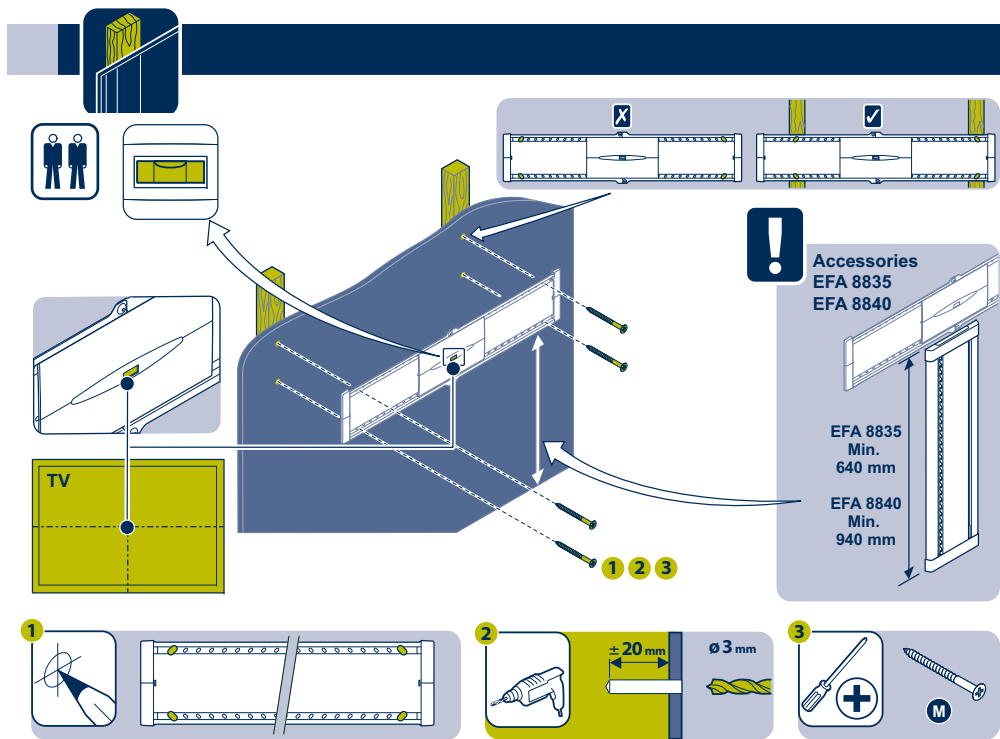 ✗
✓
Accessories
EFA 8835
EFA 8840
EFA 8835
Min.
640 mm
EFA 8840
Min.
940 mm
TV
1 2 3
1
2
± 20 mm
ø 3 mm
3
M